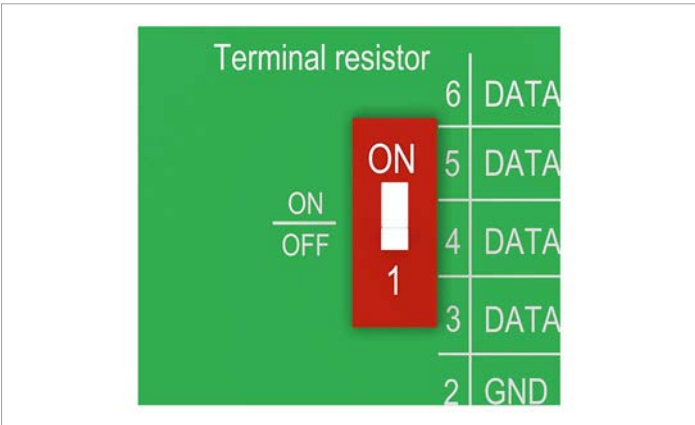 Terminal resistor
6 DATA
ON
5 DATA
ON
OFF
4 DATA
1
3 DATA
2 GND